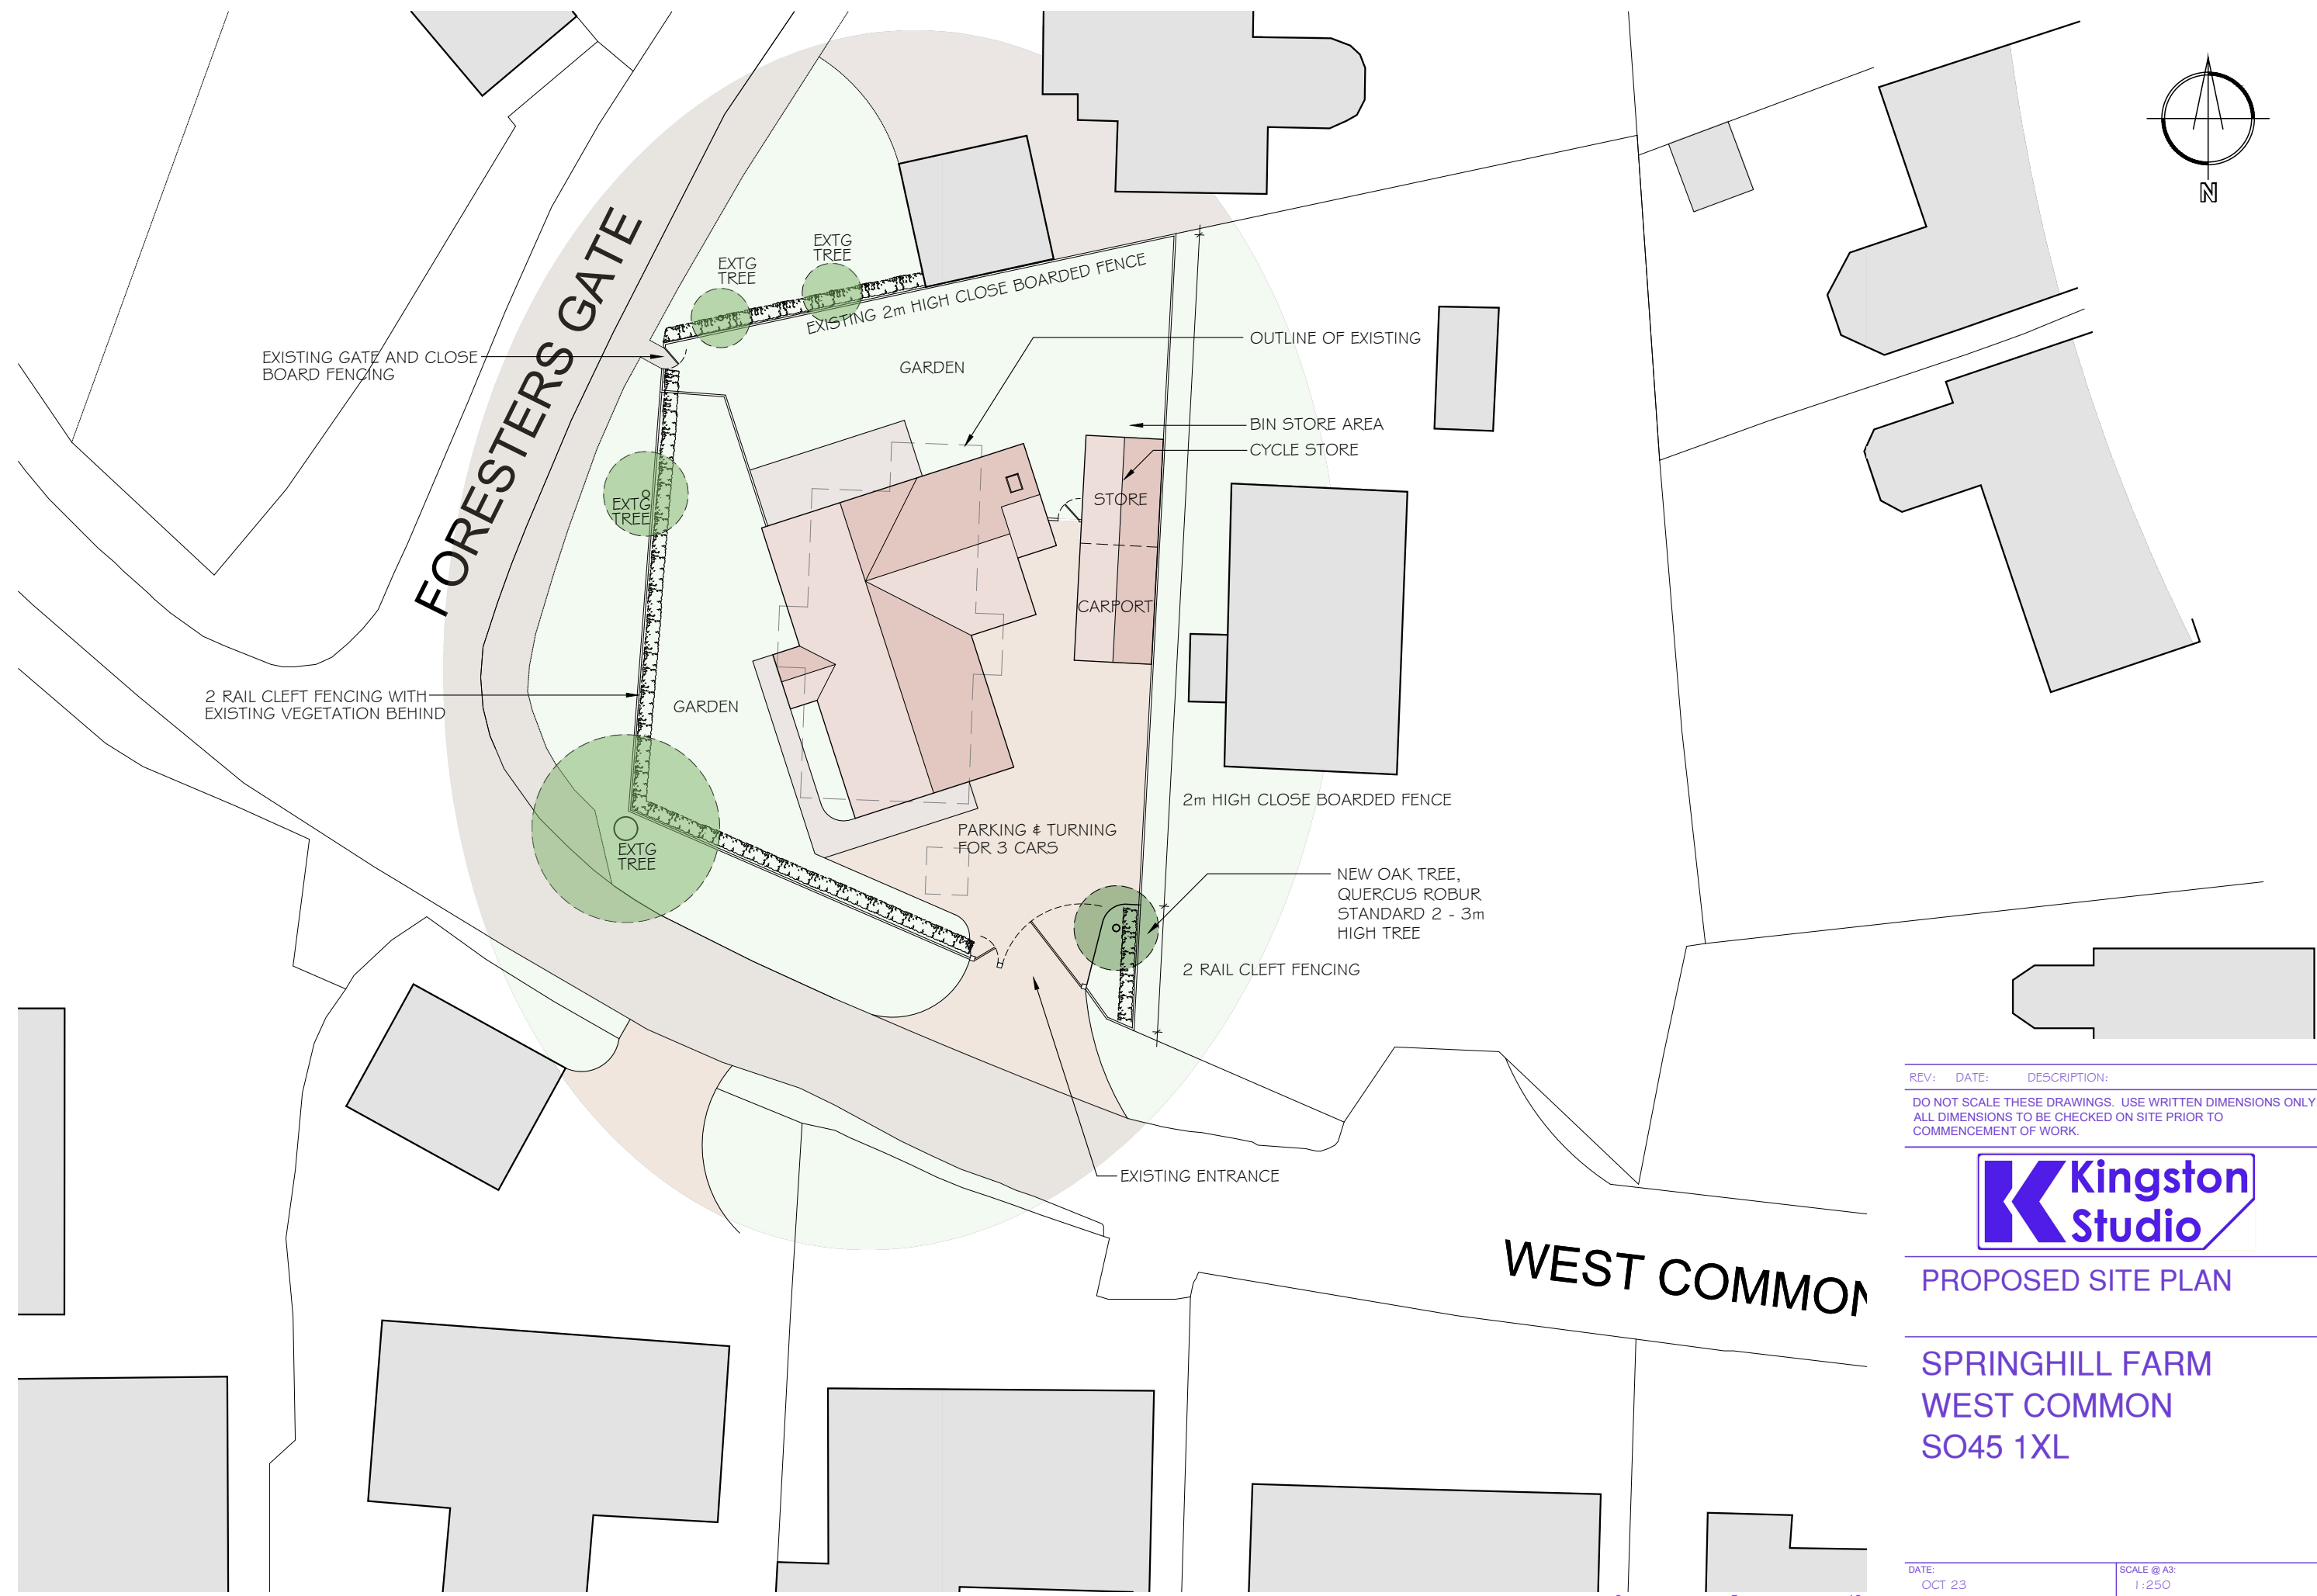 N
FORESTERS GATE
EXTG
TREE
EXTG
TREE
EXISTING 2m HIGH CLOSE BOARDED FENCE
EXISTING GATE AND CLOSE
BOARD FENCING
OUTLINE OF EXISTING
GARDEN
BIN STORE AREA
CYCLE STORE
STORE
EXTG
TREE
CARPORT
2 RAIL CLEFT FENCING WITH
EXISTING VEGETATION BEHIND
GARDEN
2m HIGH CLOSE BOARDED FENCE
PARKING & TURNING
FOR 3 CARS
EXTG
TREE
NEW OAK TREE,
QUERCUS ROBUR
STANDARD 2 - 3m
HIGH TREE
2 RAIL CLEFT FENCING
EXISTING ENTRANCE
WEST COMMON
REV: DATE: DESCRIPTION:
DO NOT SCALE THESE DRAWINGS. USE WRITTEN DIMENSIONS ONLY
ALL DIMENSIONS TO BE CHECKED ON SITE PRIOR TO
COMMENCEMENT OF WORK.
Kingston
Studio
PROPOSED SITE PLAN
SPRINGHILL FARM
WEST COMMON
SO45 1XL
DATE: SCALE @ A3:
OCT 23 1:250